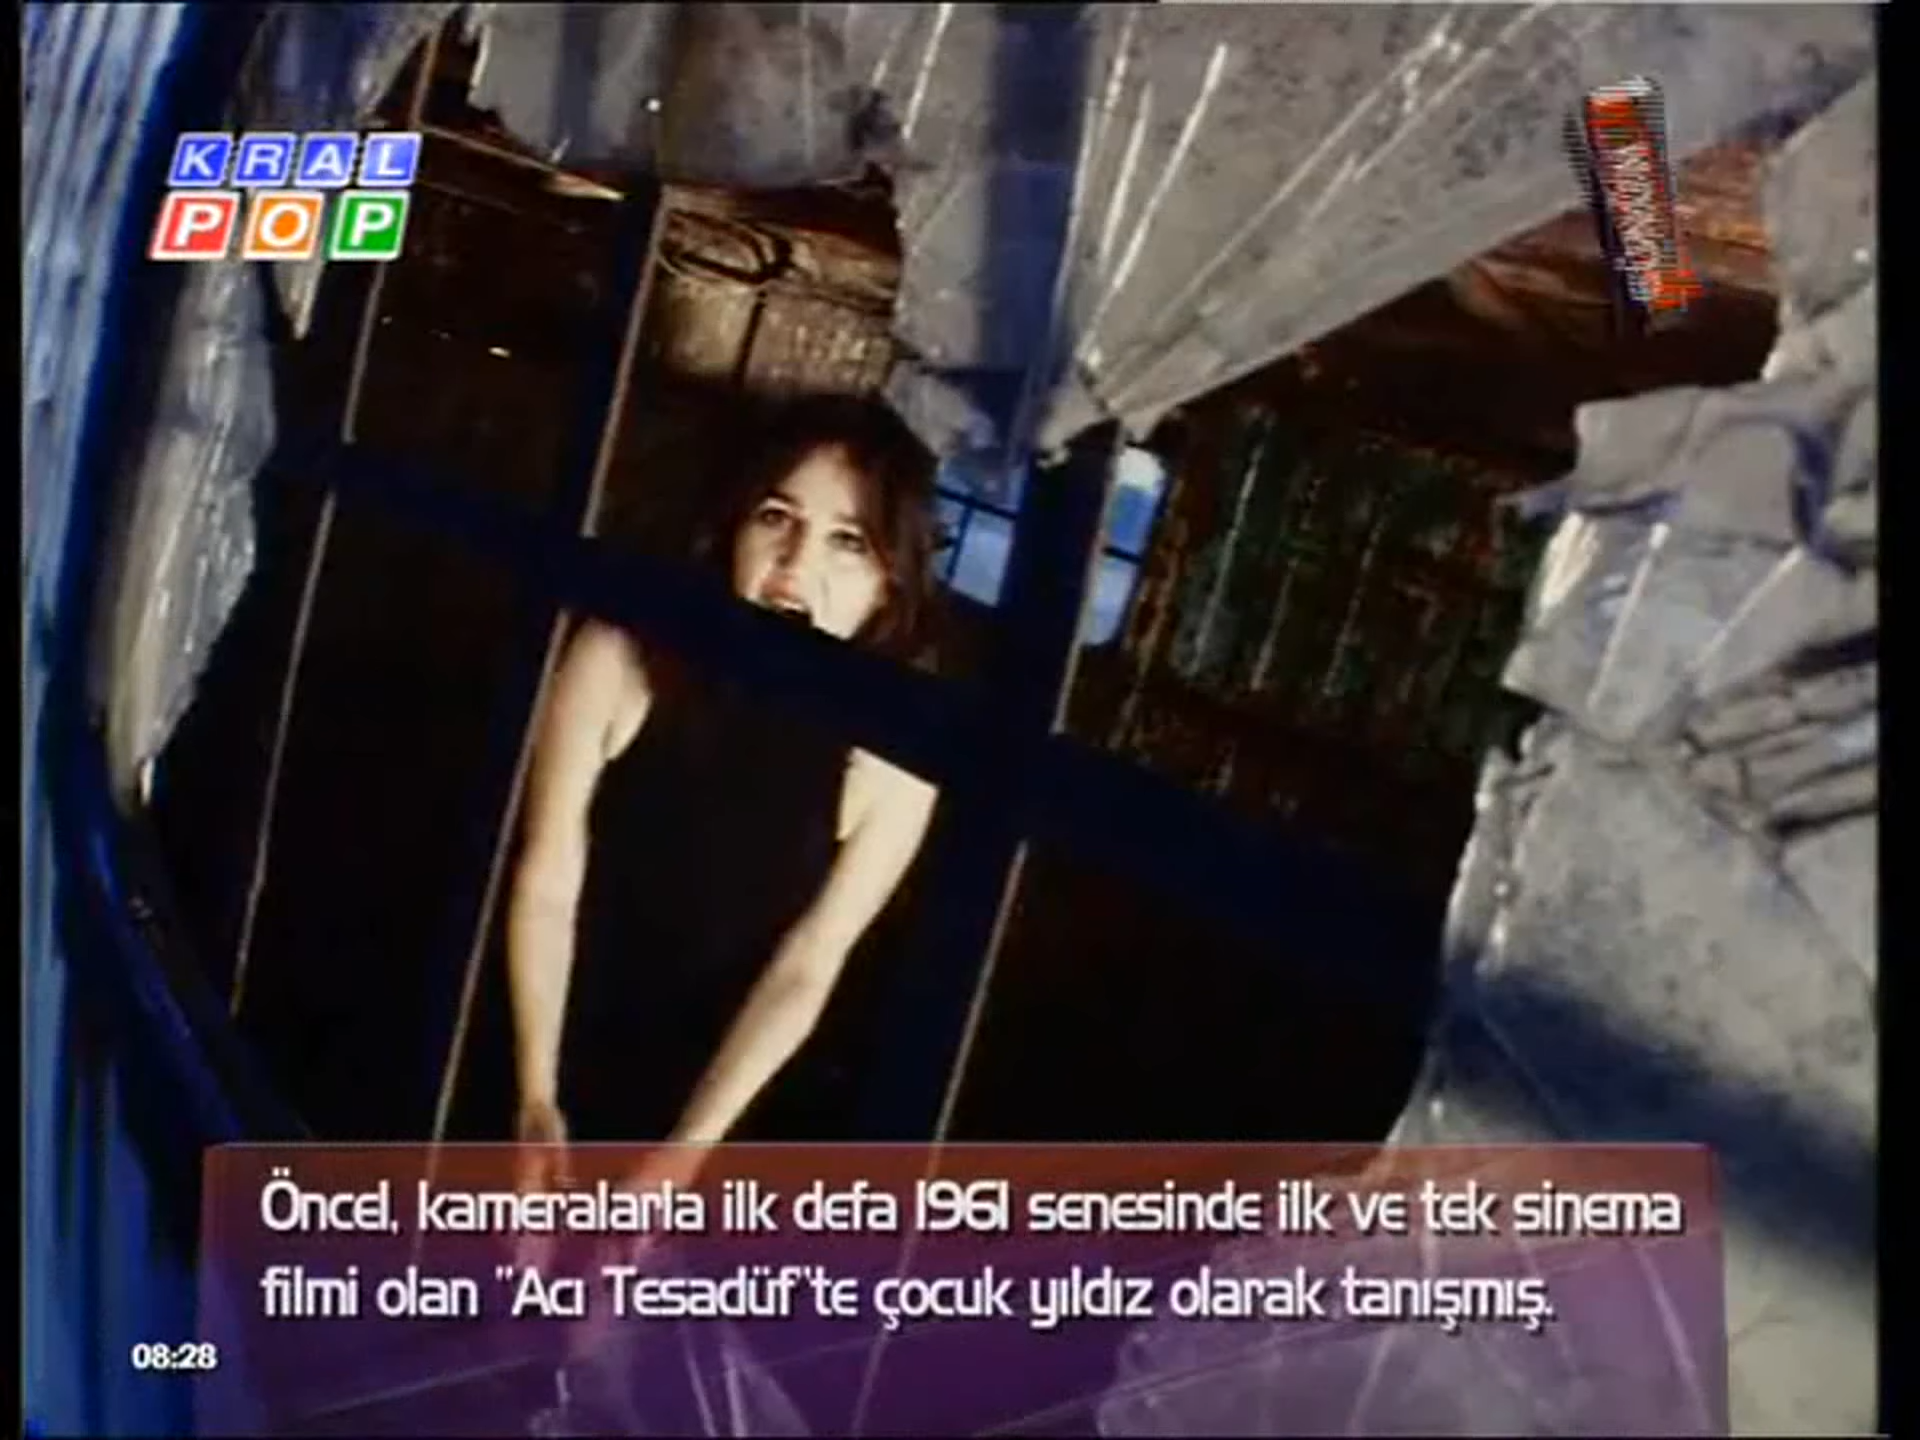 KRAL
POP
Öncel, kameralarla ilk defa 1961 senesinde ilk ve tek sinema
filmi olan "Acı Tesadüf"te çocuk yıldız olarak tanışmış.
08:28